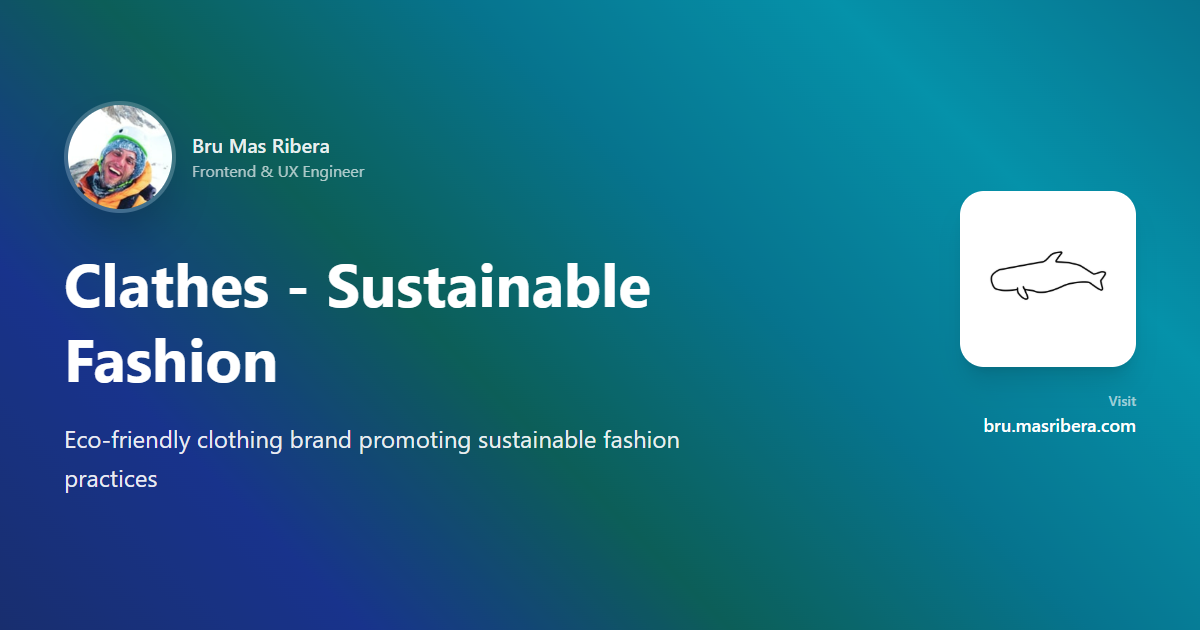 Bru Mas Ribera
Frontend & UX Engineer
Clathes - Sustainable
Fashion
Eco-friendly clothing brand promoting sustainable fashion
practices
Visit
bru.masribera.com